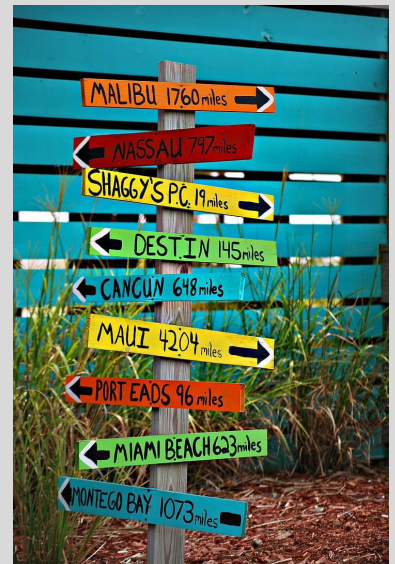 MALIBU 1760 miles
NASSAU 797 miles
SHAGGY'S P.C. 19 miles
DESTIN 145 miles
CANCUN 648 miles
MAUI 4204 miles
PORT EADS 96 miles
MIAMI BEACH 623 miles
MONTEGO BAY 1073 miles